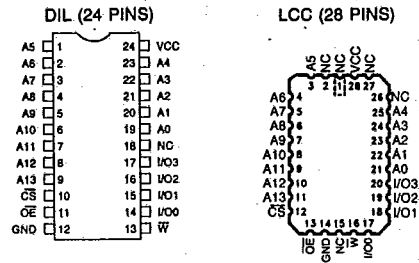 DIL (24 PINS)
A5 1 24 VCC
A6 2 23 A4
A7 3 22 A3
A8 4 21 A2
A9 5 20 A1
A10 6 19 A0
A11 7 18 NC
A12 8 17 I/O3
A13 9 16 I/O2
CS 10 15 I/O1
OE 11 14 I/O0
GND 12 13 W
LCC (28 PINS)
A5 NC NC VCC NC
3 2 1 28 27
A6 4 26 NC
A7 5 25 A4
A8 6 24 A3
A9 7 23 A2
A10 8 22 A1
A11 9 21 A0
A12 10 20 I/O3
A13 11 19 I/O2
CS 12 18 I/O1
13 14 15 16 17
OE GND NC W I/O0